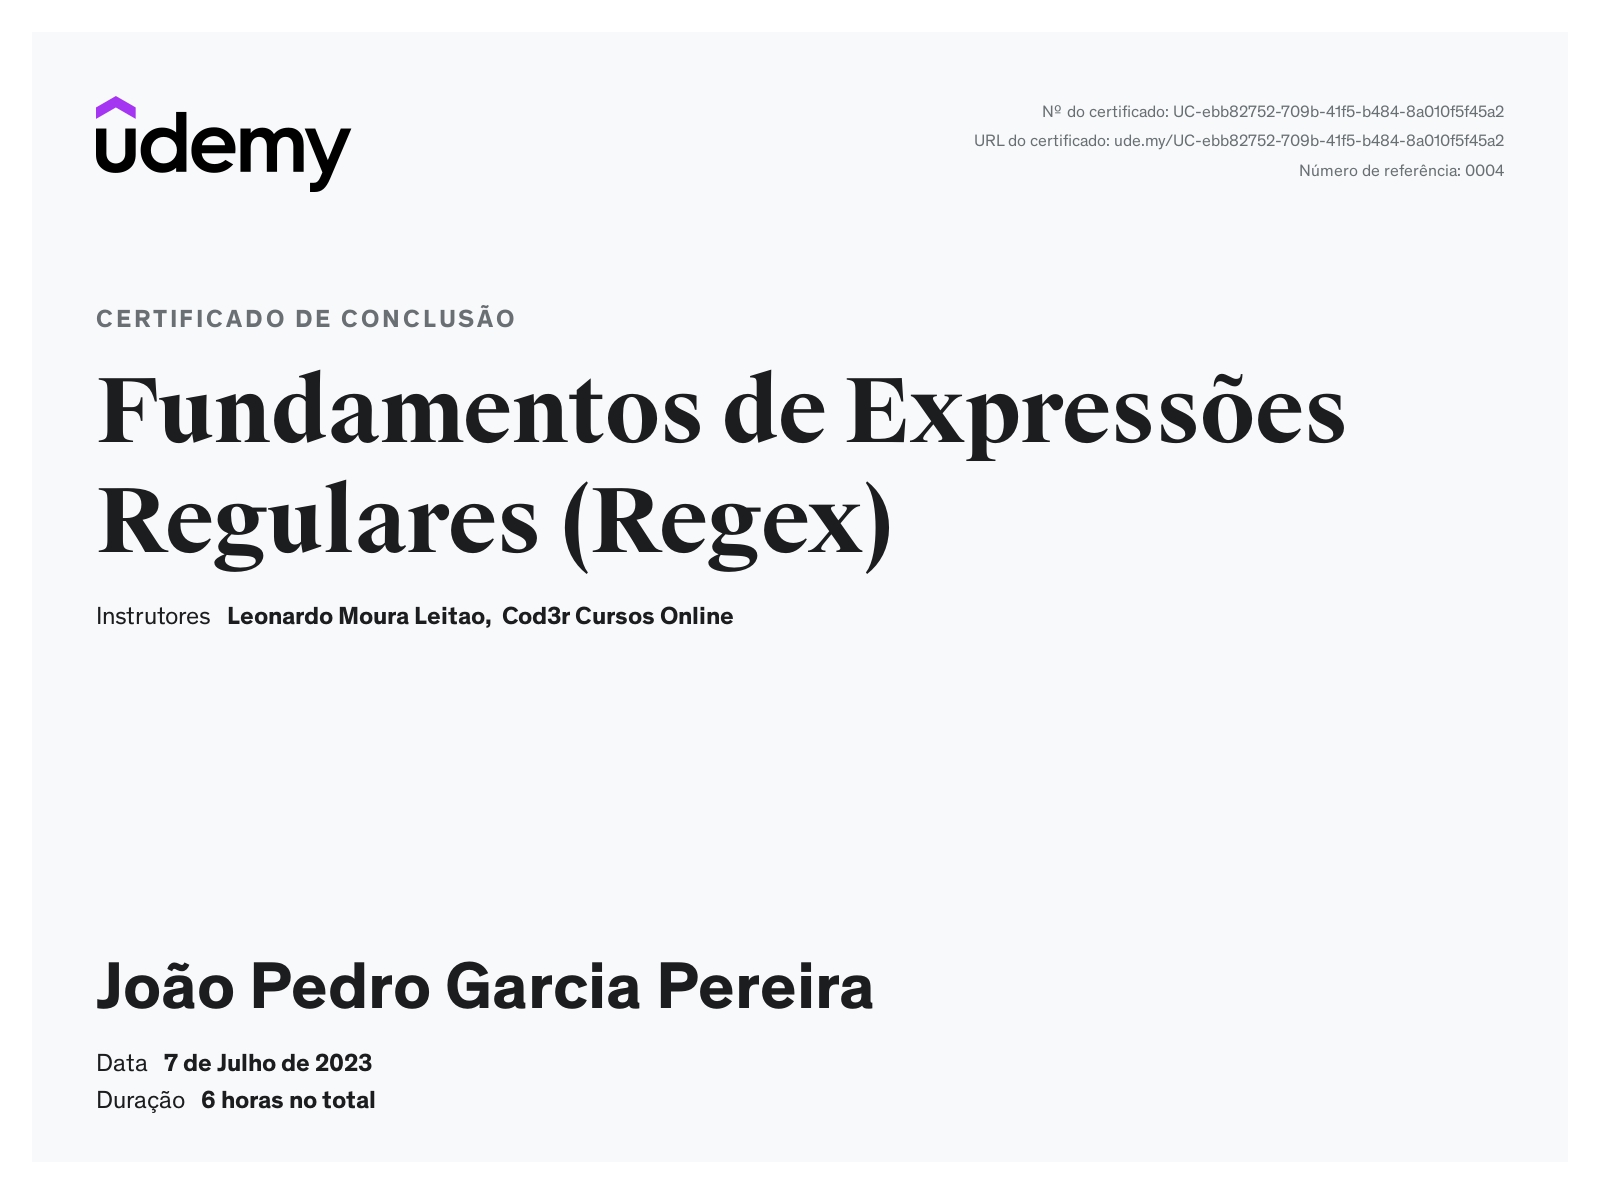 udemy
Nº do certificado: UC-ebb82752-709b-41f5-b484-8a010f5f45a2
URL do certificado: ude.my/UC-ebb82752-709b-41f5-b484-8a010f5f45a2
Número de referência: 0004
CERTIFICADO DE CONCLUSÃO
Fundamentos de Expressões
Regulares (Regex)
Instrutores Leonardo Moura Leitao, Cod3r Cursos Online
João Pedro Garcia Pereira
Data 7 de Julho de 2023
Duração 6 horas no total